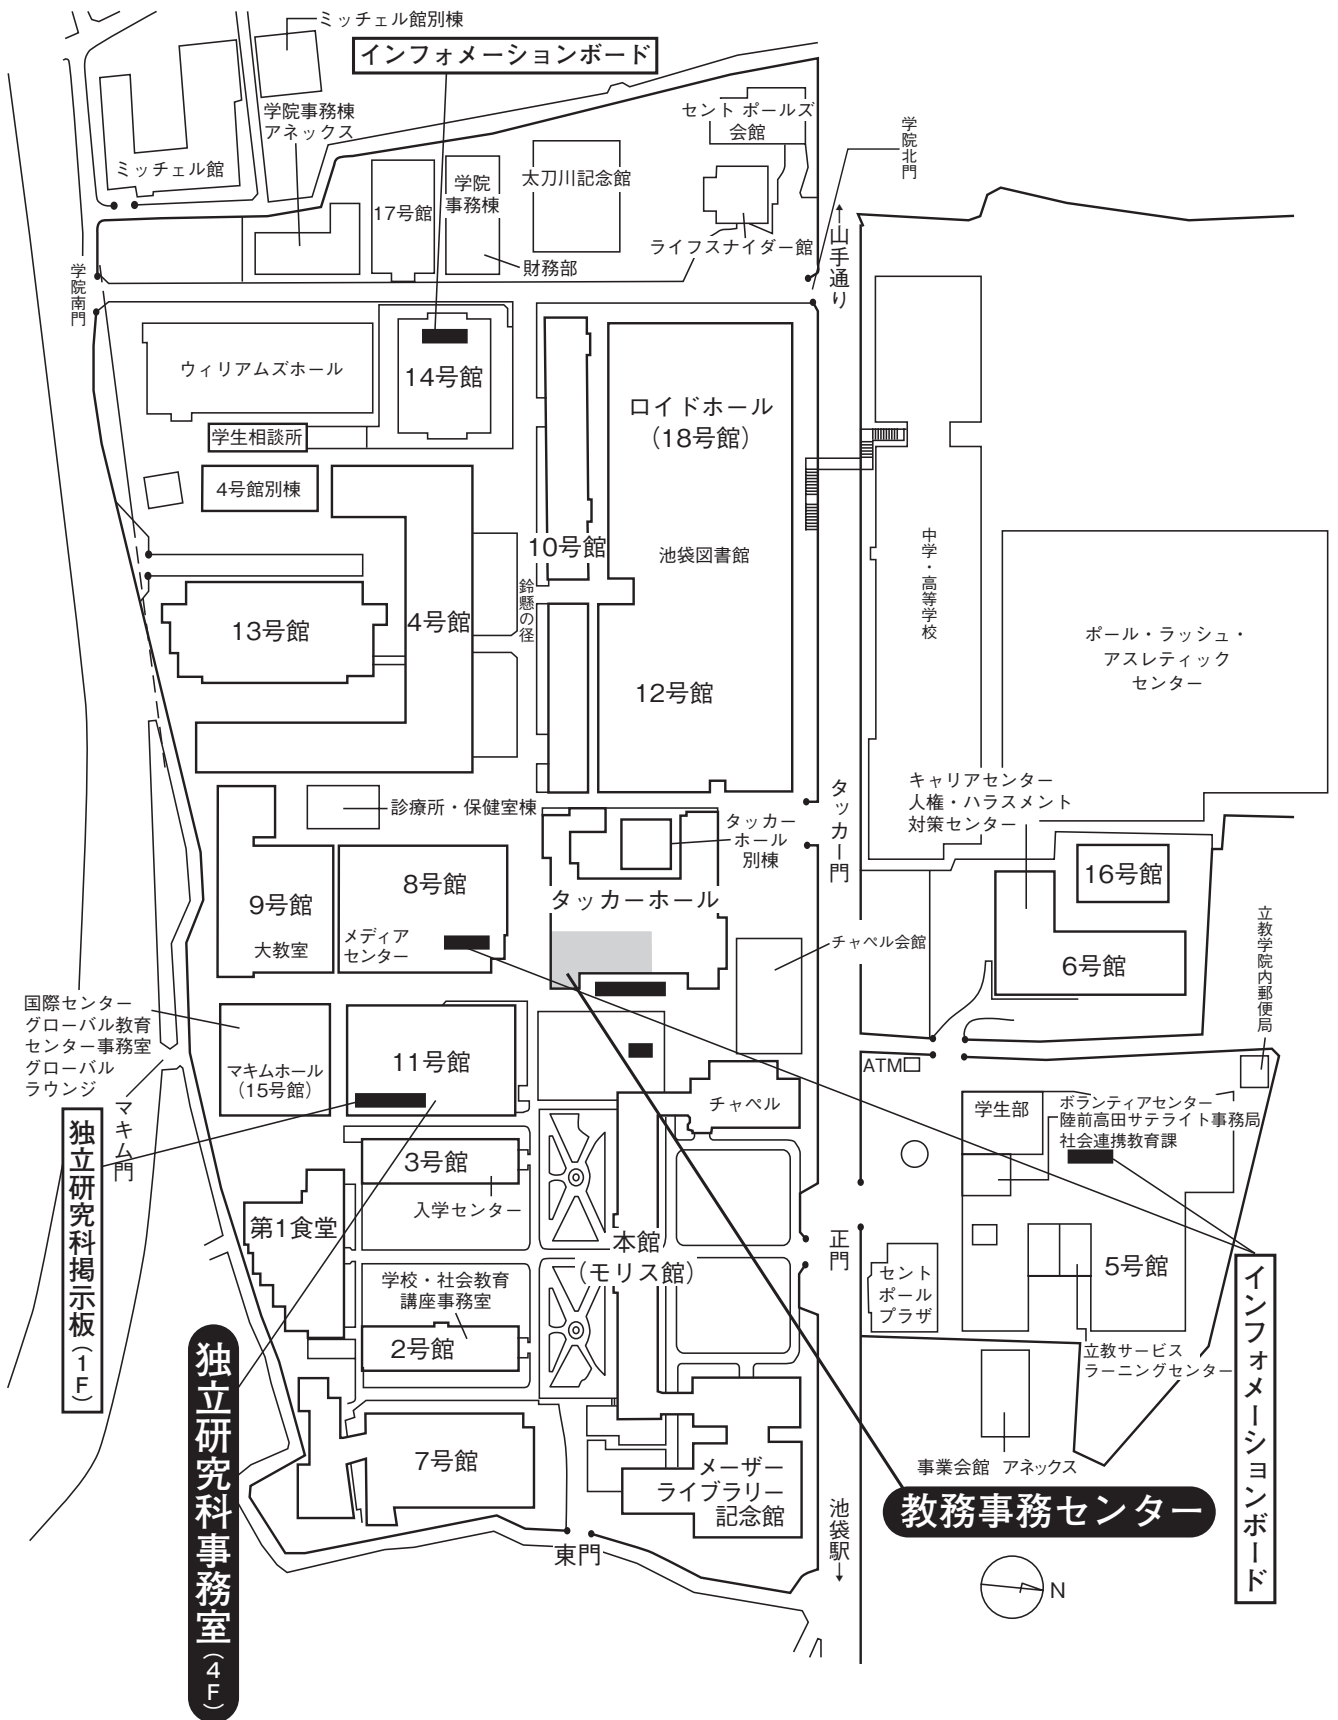 ミッチェル館別棟
インフォメーションボード
学院事務棟
アネックス
セント ポールズ
会館
学院北門
ミッチェル館
17号館
学院
事務棟
太刀川記念館
ライフスナイダー館
←山手通り
財務部
学院南門
ウィリアムズホール
14号館
ロイドホール
(18号館)
学生相談所
4号館別棟
10号館
池袋図書館
中学・高等学校
鈴懸の径
13号館
4号館
ポール・ラッシュ・
アスレティック
センター
12号館
キャリアセンター
人権・ハラスメント
対策センター
診療所・保健室棟
タッカー
ホール
別棟
タッカー門
16号館
8号館
9号館
大教室
メディア
センター
タッカーホール
チャペル会館
6号館
立教学院内郵便局
国際センター
グローバル教育
センター事務室
グローバル
ラウンジ
マキムホール
(15号館)
11号館
ATM
チャペル
学生部
ボランティアセンター
陸前高田サテライト事務局
社会連携教育課
マキム門
独立研究科掲示板(1F)
3号館
入学センター
第1食堂
本館
(モリス館)
正門
セント
ポール
プラザ
5号館
学校・社会教育
講座事務室
2号館
立教サービス
ラーニングセンター
インフォメーションボード
独立研究科事務室(4F)
7号館
メーザー
ライブラリー
記念館
事業会館 アネックス
教務事務センター
池袋駅→
東門
N